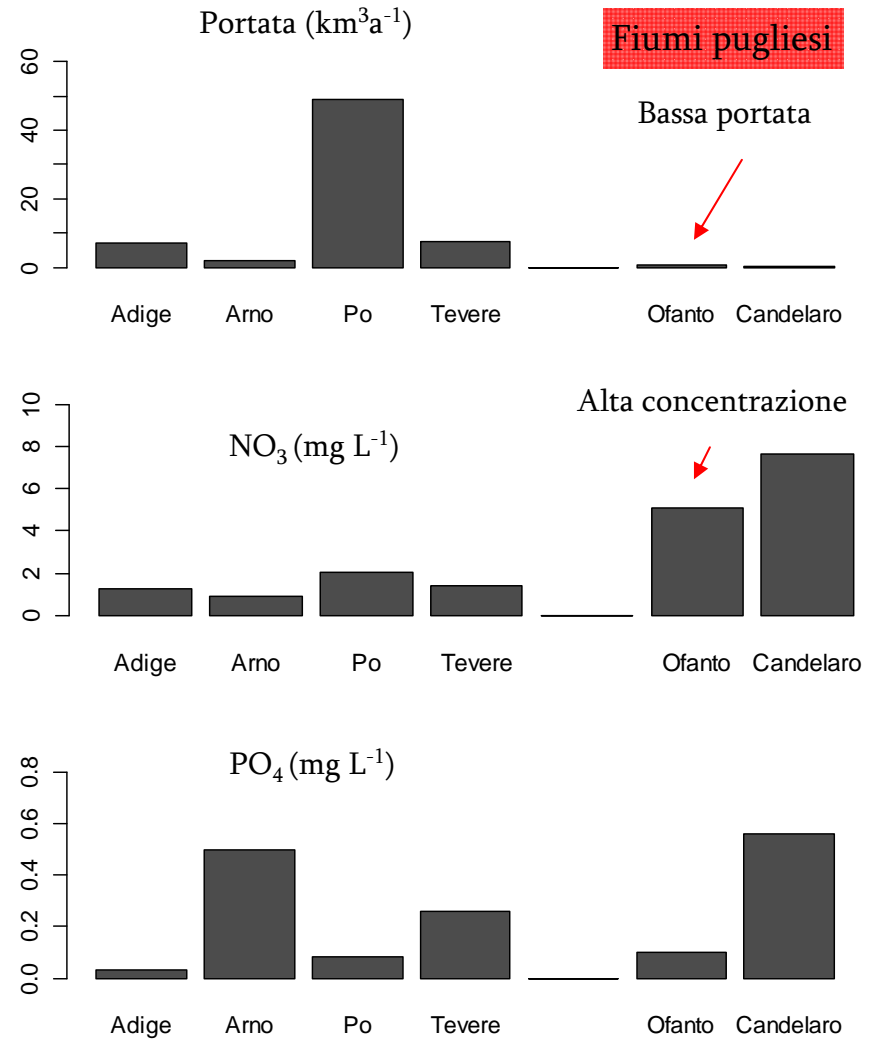 Portata (km³a⁻¹)
Fiumi pugliesi
Bassa portata
60
40
20
0
Adige Arno Po Tevere Ofanto Candelaro
Alta concentrazione
NO₃ (mg L⁻¹)
10
8
6
4
2
0
Adige Arno Po Tevere Ofanto Candelaro
PO₄ (mg L⁻¹)
0.8
0.6
0.4
0.2
0.0
Adige Arno Po Tevere Ofanto Candelaro